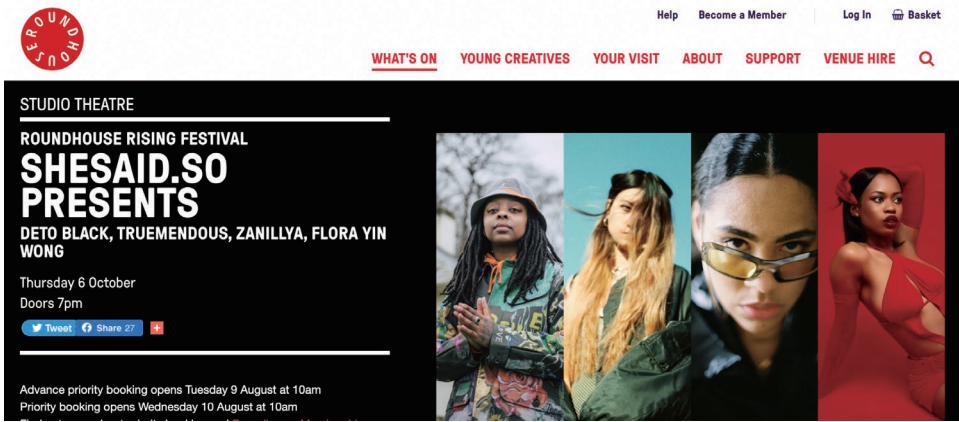 ROUNDHOUSE
Help Become a Member Log In Basket
WHAT'S ON YOUNG CREATIVES YOUR VISIT ABOUT SUPPORT VENUE HIRE
STUDIO THEATRE
ROUNDHOUSE RISING FESTIVAL
SHESAID.SO
PRESENTS
DETO BLACK, TRUEMENDOUS, ZANILLYA, FLORA YIN
WONG
Thursday 6 October
Doors 7pm
Tweet Share 27
Advance priority booking opens Tuesday 9 August at 10am
Priority booking opens Wednesday 10 August at 10am